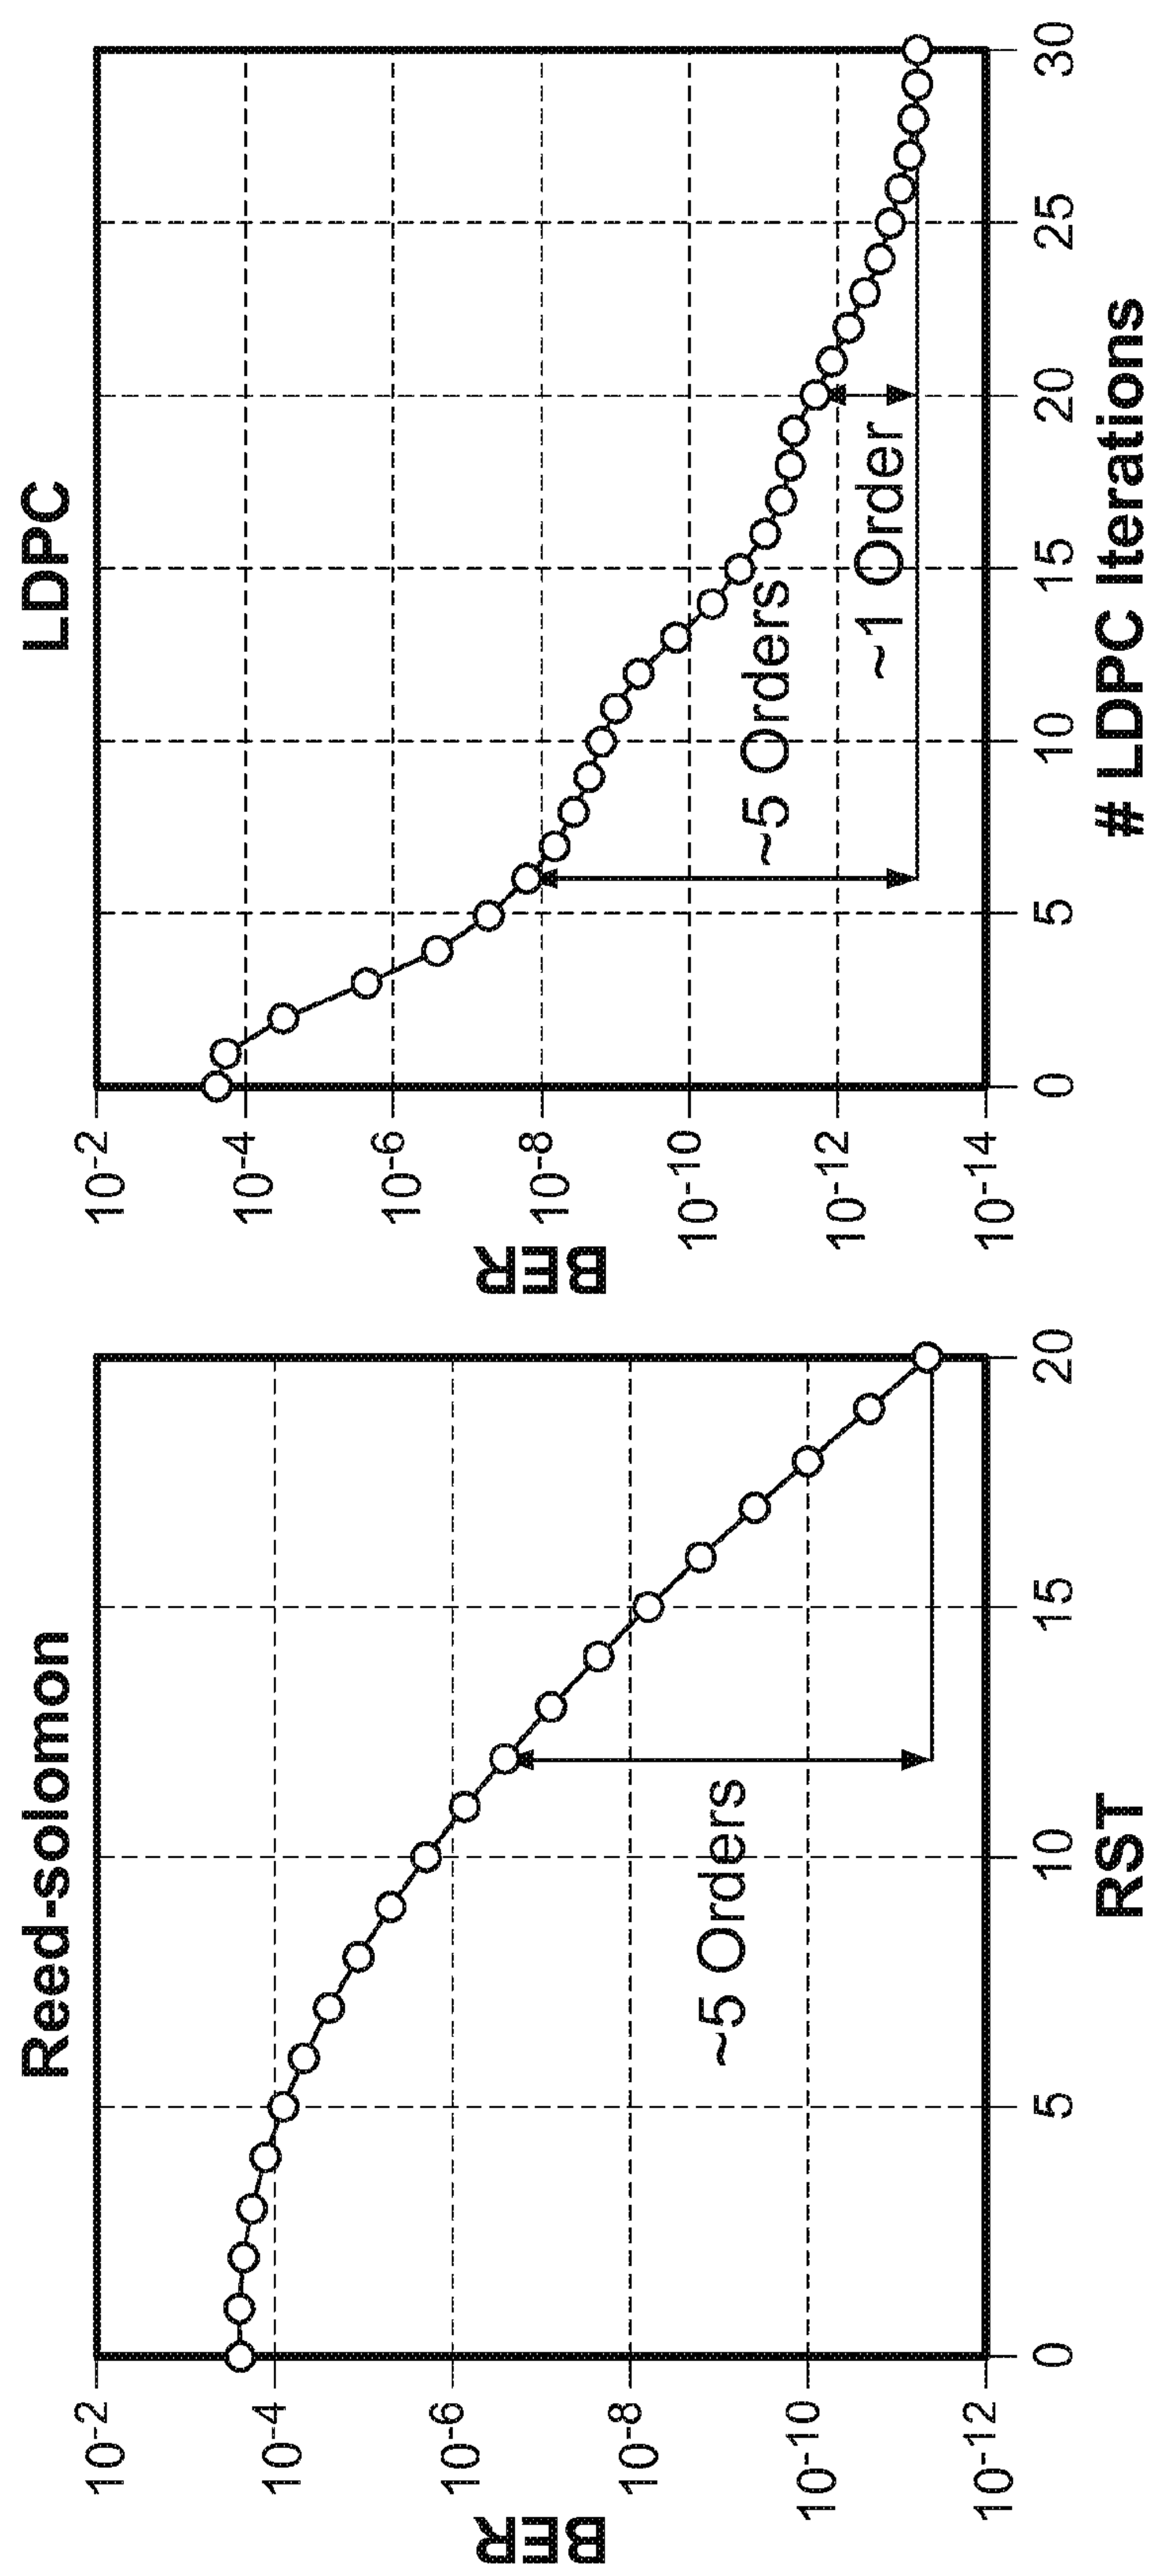 Reed-solomon
BER
10-2
10-4
10-6
10-8
10-10
10-12
~5 Orders
0
5
10
15
20
RST
LDPC
BER
10-2
10-4
10-6
10-8
10-10
10-12
10-14
~5 Orders
~1 Order
0
5
10
15
20
25
30
# LDPC Iterations